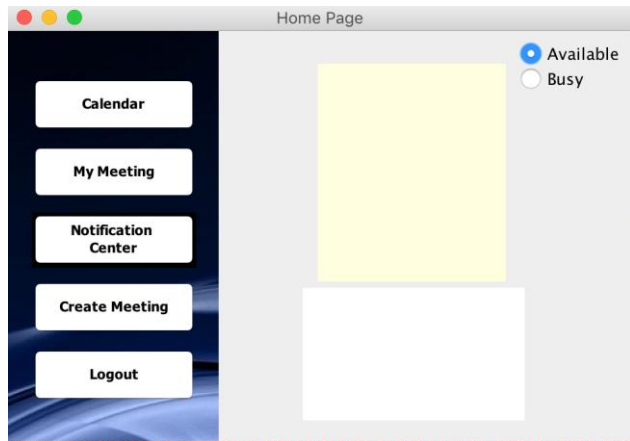 Home Page
Available
Busy
Calendar
My Meeting
Notification
Center
Create Meeting
Logout